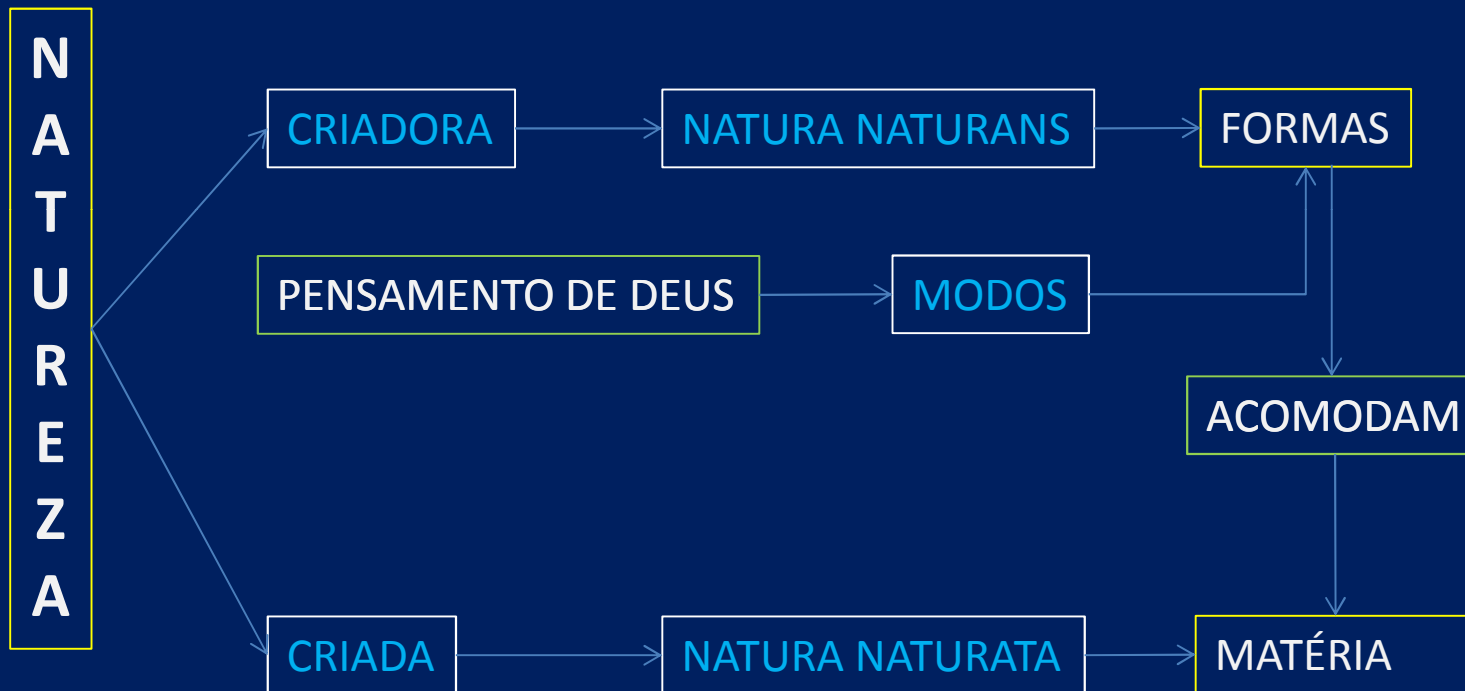 NATUREZA
CRIADORA
NATURA NATURANS
FORMAS
PENSAMENTO DE DEUS
MODOS
ACOMODAM
CRIADA
NATURA NATURATA
MATÉRIA